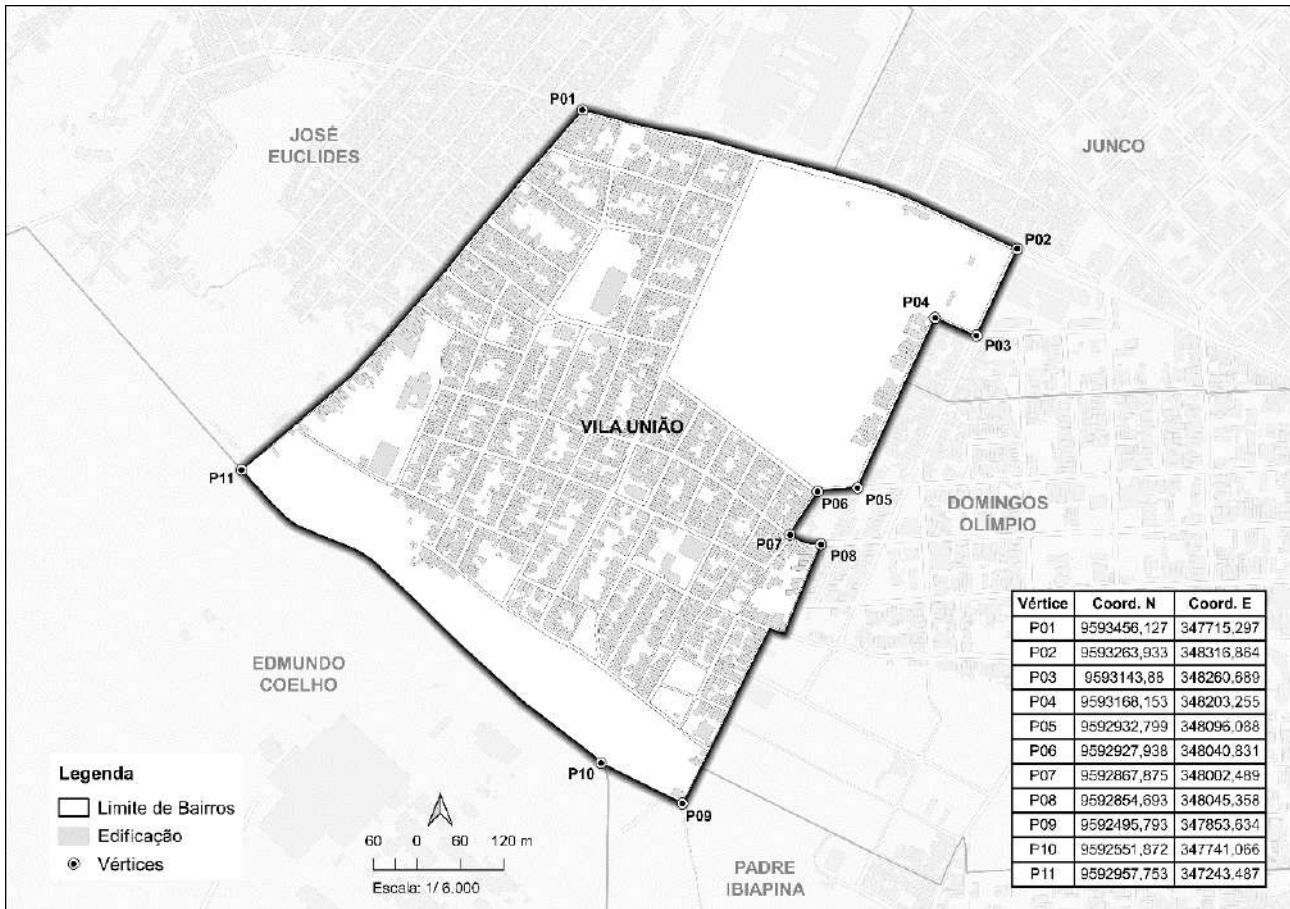 P01
JOSÉ
EUCLIDES
JUNCO
P02
P04
P03
VILA UNIÃO
P11
P05
P06
DOMINGOS
OLÍMPIO
P07
P08
EDMUNDO
COELHO
P10
P09
PADRE
IBIAPINA
Legenda
Limite de Bairros
Edificação
Vértices
60 0 60 120 m
Escala: 1/ 6.000
Vértice Coord. N Coord. E
P01 9593456,127 347715,297
P02 9593263,933 348316,864
P03 9593143,88 348260,689
P04 9593168,153 348203,255
P05 9592932,799 348096,088
P06 9592927,938 348040,831
P07 9592867,875 348002,489
P08 9592854,693 348045,358
P09 9592495,793 347853,634
P10 9592551,872 347741,066
P11 9592957,753 347243,487